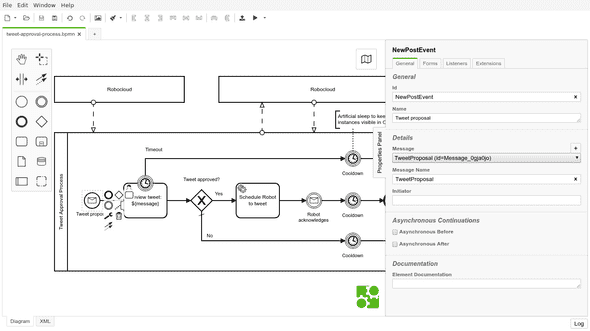 File Edit Window Help
tweet-approval-process.bpmn × +
Robocloud
Robocloud
Artificial sleep to kee
instances visible in C
Timeout
Cooldown
Tweet Approval Process
Tweet propo
view tweet
${message}
Tweet approved?
Yes
No
Schedule Robot
to tweet
Robot
acknowledges
Cooldown
Cooldown
Properties Panel
NewPostEvent
General Forms Listeners Extensions
General
Id
NewPostEvent
Name
Tweet proposal
Details
Message
TweetProposal (id=Message_0gja0jo)
Message Name
TweetProposal
Initiator
Asynchronous Continuations
Asynchronous Before
Asynchronous After
Documentation
Element Documentation
Diagram XML
Log